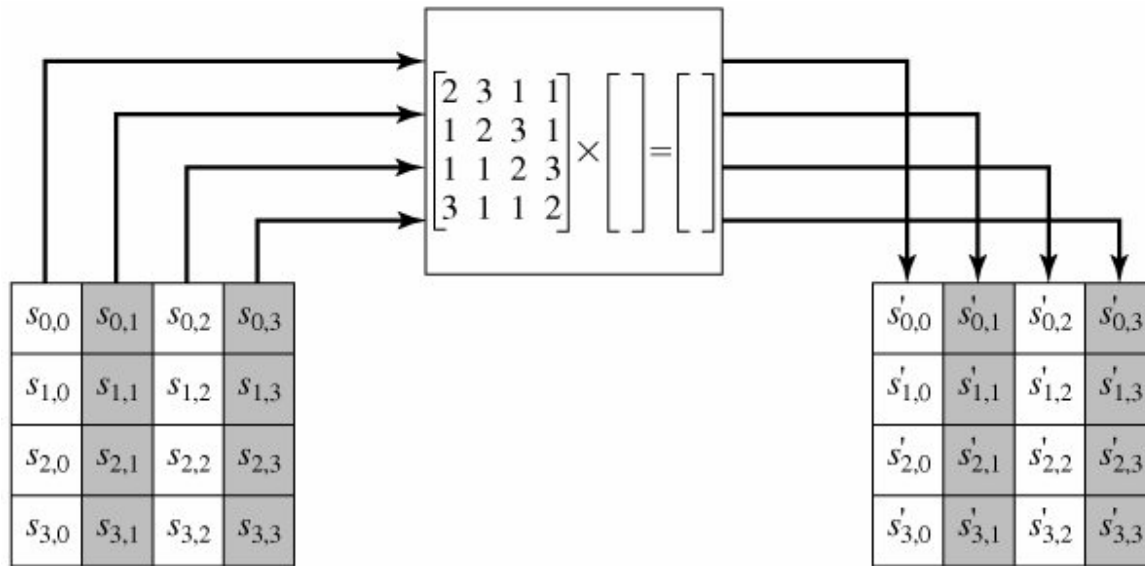 2 3 1 1
1 2 3 1
1 1 2 3
3 1 1 2
× =
s0,0 s0,1 s0,2 s0,3
s1,0 s1,1 s1,2 s1,3
s2,0 s2,1 s2,2 s2,3
s3,0 s3,1 s3,2 s3,3
s'0,0 s'0,1 s'0,2 s'0,3
s'1,0 s'1,1 s'1,2 s'1,3
s'2,0 s'2,1 s'2,2 s'2,3
s'3,0 s'3,1 s'3,2 s'3,3